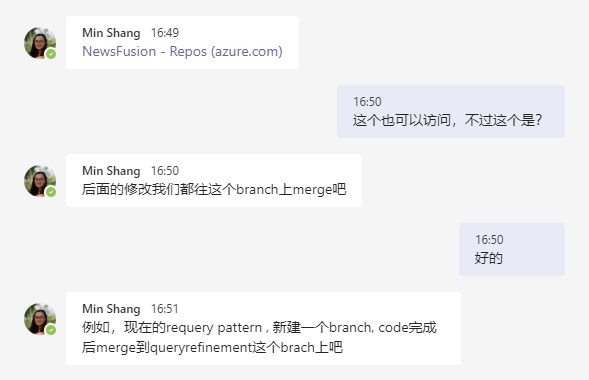 Min Shang 16:49
NewsFusion - Repos (azure.com)
16:50
这个也可以访问，不过这个是？
Min Shang 16:50
后面的修改我们都往这个branch上merge吧
16:50
好的
Min Shang 16:51
例如，现在的requery pattern , 新建一个branch, code完成
后merge到queryrefinement这个brach上吧